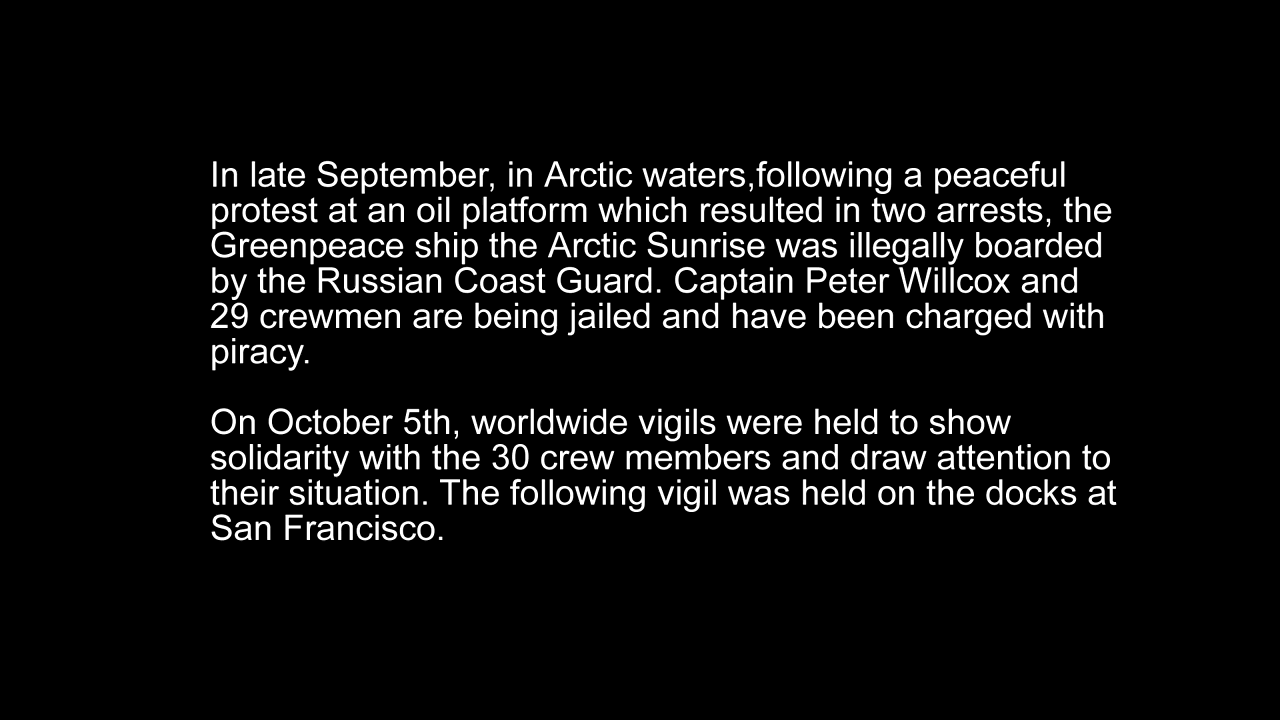 In late September, in Arctic waters,following a peaceful
protest at an oil platform which resulted in two arrests, the
Greenpeace ship the Arctic Sunrise was illegally boarded
by the Russian Coast Guard. Captain Peter Willcox and
29 crewmen are being jailed and have been charged with
piracy.
On October 5th, worldwide vigils were held to show
solidarity with the 30 crew members and draw attention to
their situation. The following vigil was held on the docks at
San Francisco.